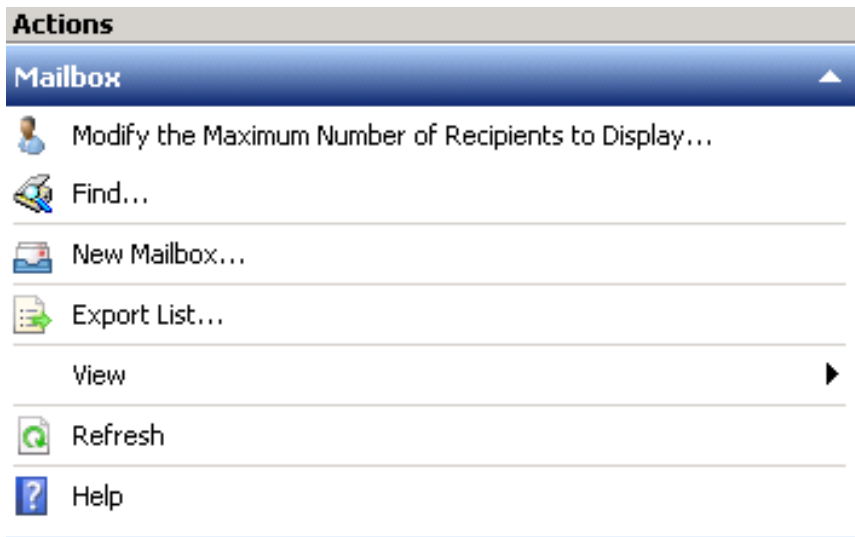 Actions
Mailbox
Modify the Maximum Number of Recipients to Display...
Find...
New Mailbox...
Export List...
View
Refresh
Help